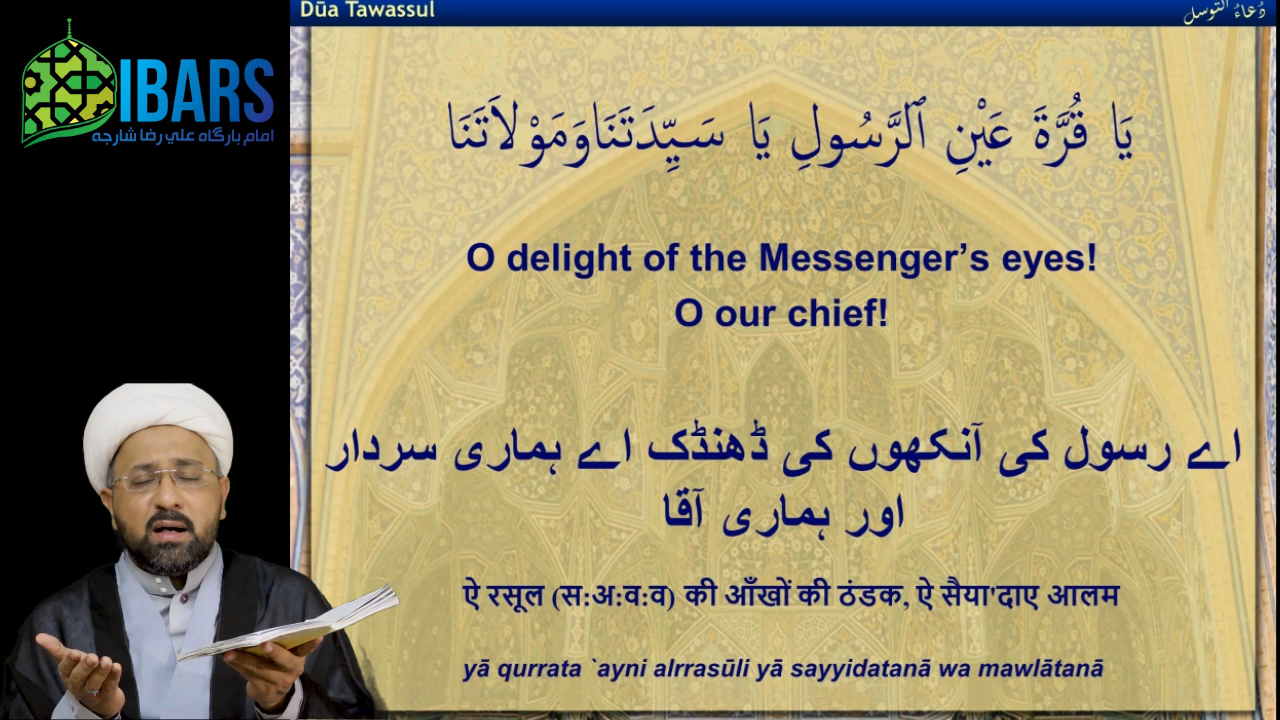 Dūa Tawassul
دُعاءُ التوسل
IBARS
امام بارگاه علي رضا شارجه
يَا قُرَّةَ عَيْنِ ٱلرَّسُولِ يَا سَيِّدَتَنَاوَمَوْلاَتَنَا
O delight of the Messenger’s eyes!
O our chief!
اے رسول کی آنکھوں کی ڈھنڈک اے ہماری سردار
اور ہماری آقا
ऐ रसूल (स:अ:व:व) की आँखों की ठंडक, ऐ सैया'दाए आलम
yā qurrata `ayni alrrasūli yā sayyidatanā wa mawlātanā